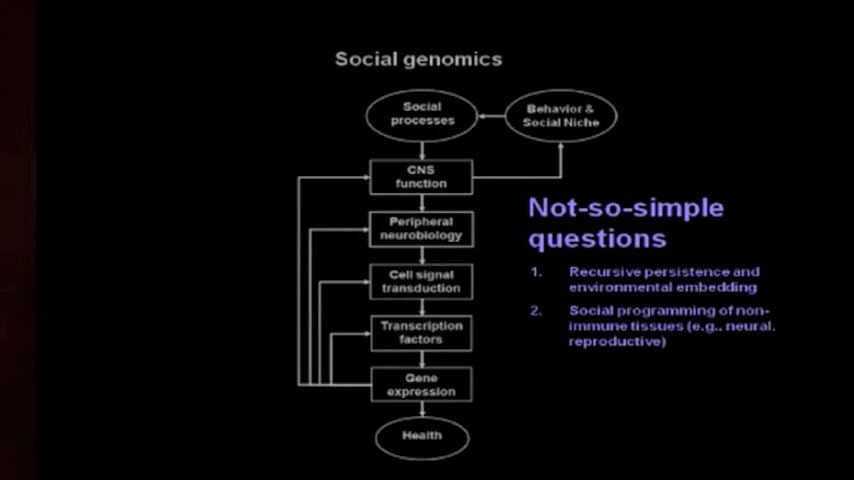 Social genomics
Social
processes
Behavior &
Social Niche
CNS
function
Peripheral
neurobiology
Cell signal
transduction
Transcription
factors
Gene
expression
Health
Not-so-simple
questions
1. Recursive persistence and
environmental embedding
2. Social programming of non-
immune tissues (e.g., neural,
reproductive)